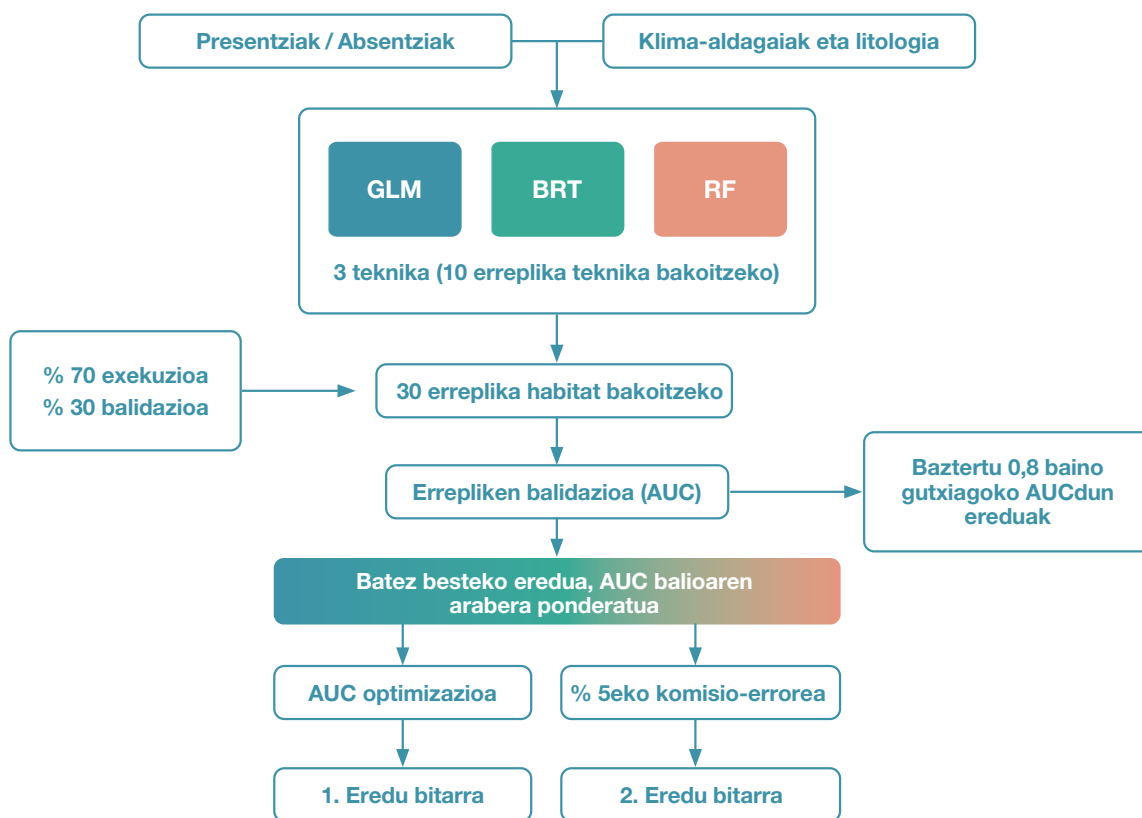 Presentziak / Absentziak
Klima-aldagaiak eta litologia
GLM
BRT
RF
3 teknika (10 erreplika teknika bakoitzeko)
% 70 exekuzioa
% 30 balidazioa
30 erreplika habitat bakoitzeko
Errepliken balidazioa (AUC)
Baztertu 0,8 baino
gutxiagoko AUCdun
ereduak
Batez besteko eredua, AUC balioaren
arabera ponderatua
AUC optimizazioa
% 5eko komisio-errorea
1. Eredu bitarra
2. Eredu bitarra